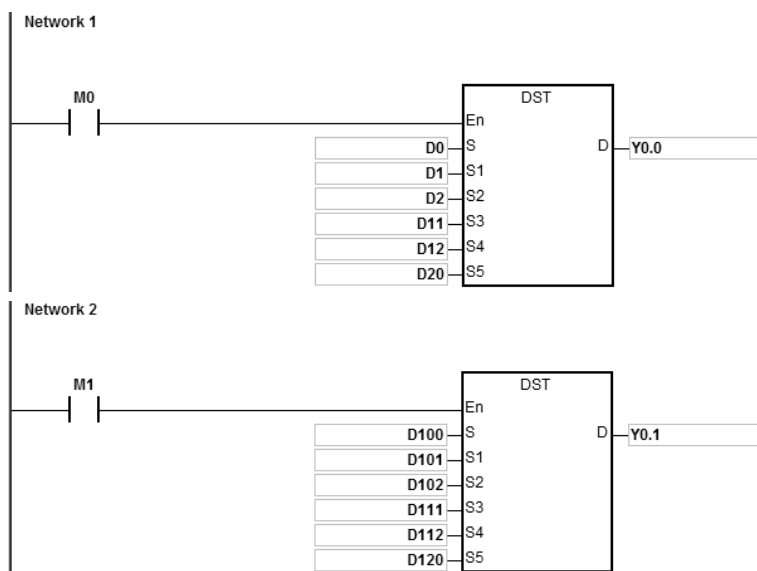 Network 1
M0
DST
En
D0 S D Y0.0
D1 S1
D2 S2
D11 S3
D12 S4
D20 S5
Network 2
M1
DST
En
D100 S D Y0.1
D101 S1
D102 S2
D111 S3
D112 S4
D120 S5